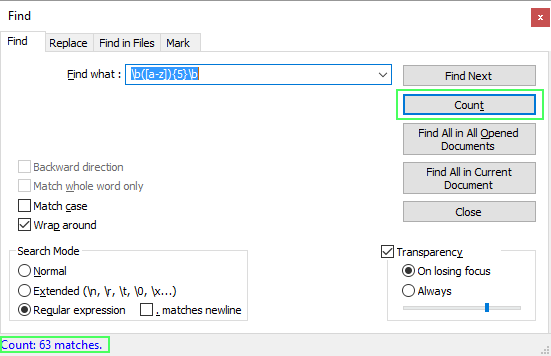 Find
x
Find Replace Find in Files Mark
Find what : \b([a-z]){5}\b
Find Next
Count
Find All in All Opened
Documents
Find All in Current
Document
Close
Backward direction
Match whole word only
Match case
Wrap around
Search Mode
Normal
Extended (\n, \r, \t, \0, \x...)
Regular expression . matches newline
Transparency
On losing focus
Always
Count: 63 matches.